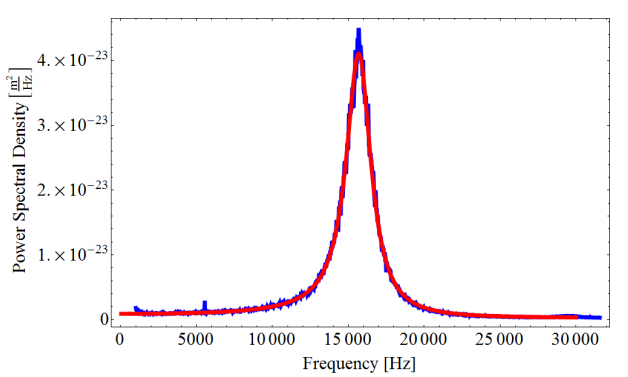 Power Spectral Density [m²/Hz]
4.×10⁻²³
3.×10⁻²³
2.×10⁻²³
1.×10⁻²³
0
0 5000 10000 15000 20000 25000 30000
Frequency [Hz]